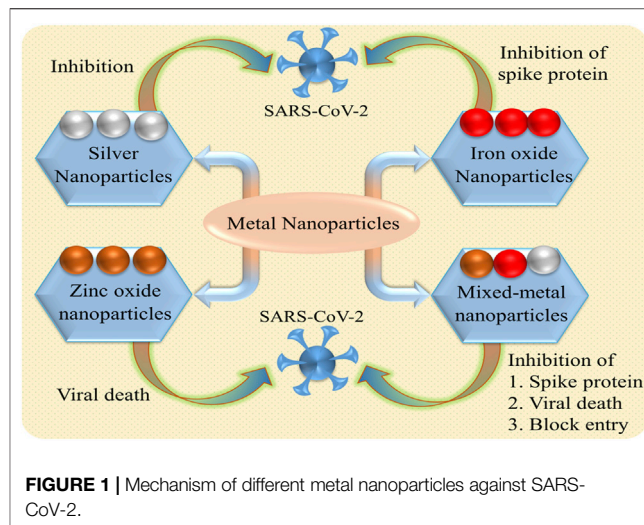 Inhibition
SARS-CoV-2
Inhibition of
spike protein
Silver
Nanoparticles
Iron oxide
Nanoparticles
Metal Nanoparticles
Zinc oxide
nanoparticles
Mixed-metal
nanoparticles
SARS-CoV-2
Viral death
Inhibition of
1. Spike protein
2. Viral death
3. Block entry
FIGURE 1 | Mechanism of different metal nanoparticles against SARS-
CoV-2.